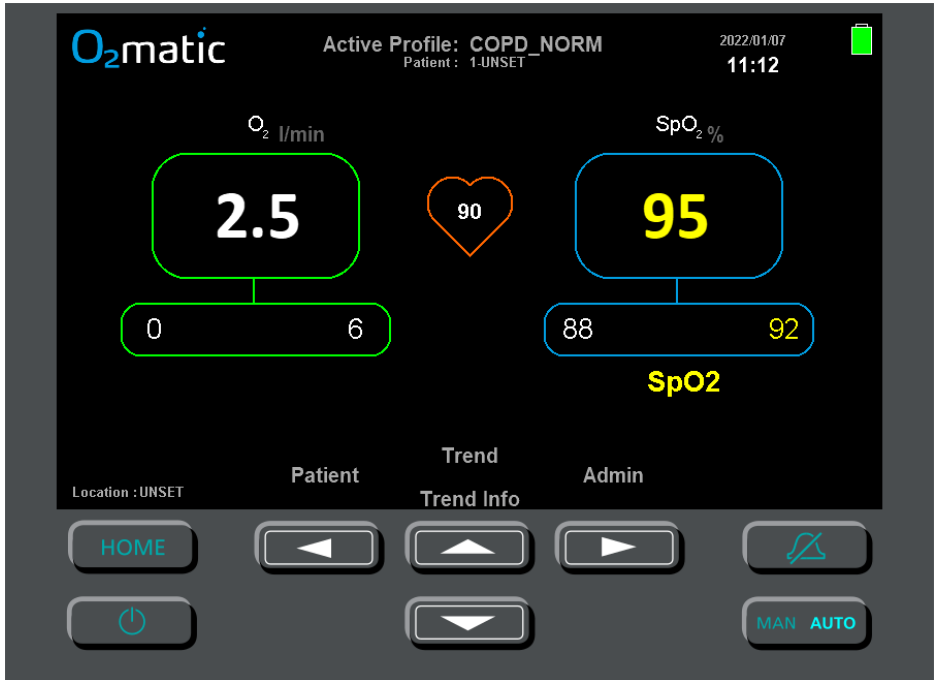 O₂matic
Active Profile: COPD_NORM
Patient : 1-UNSET
2022/01/07
11:12
O₂ l/min
SpO₂ %
2.5
90
95
0 6
88 92
SpO2
Trend
Patient
Admin
Location : UNSET
Trend Info
HOME
MAN AUTO